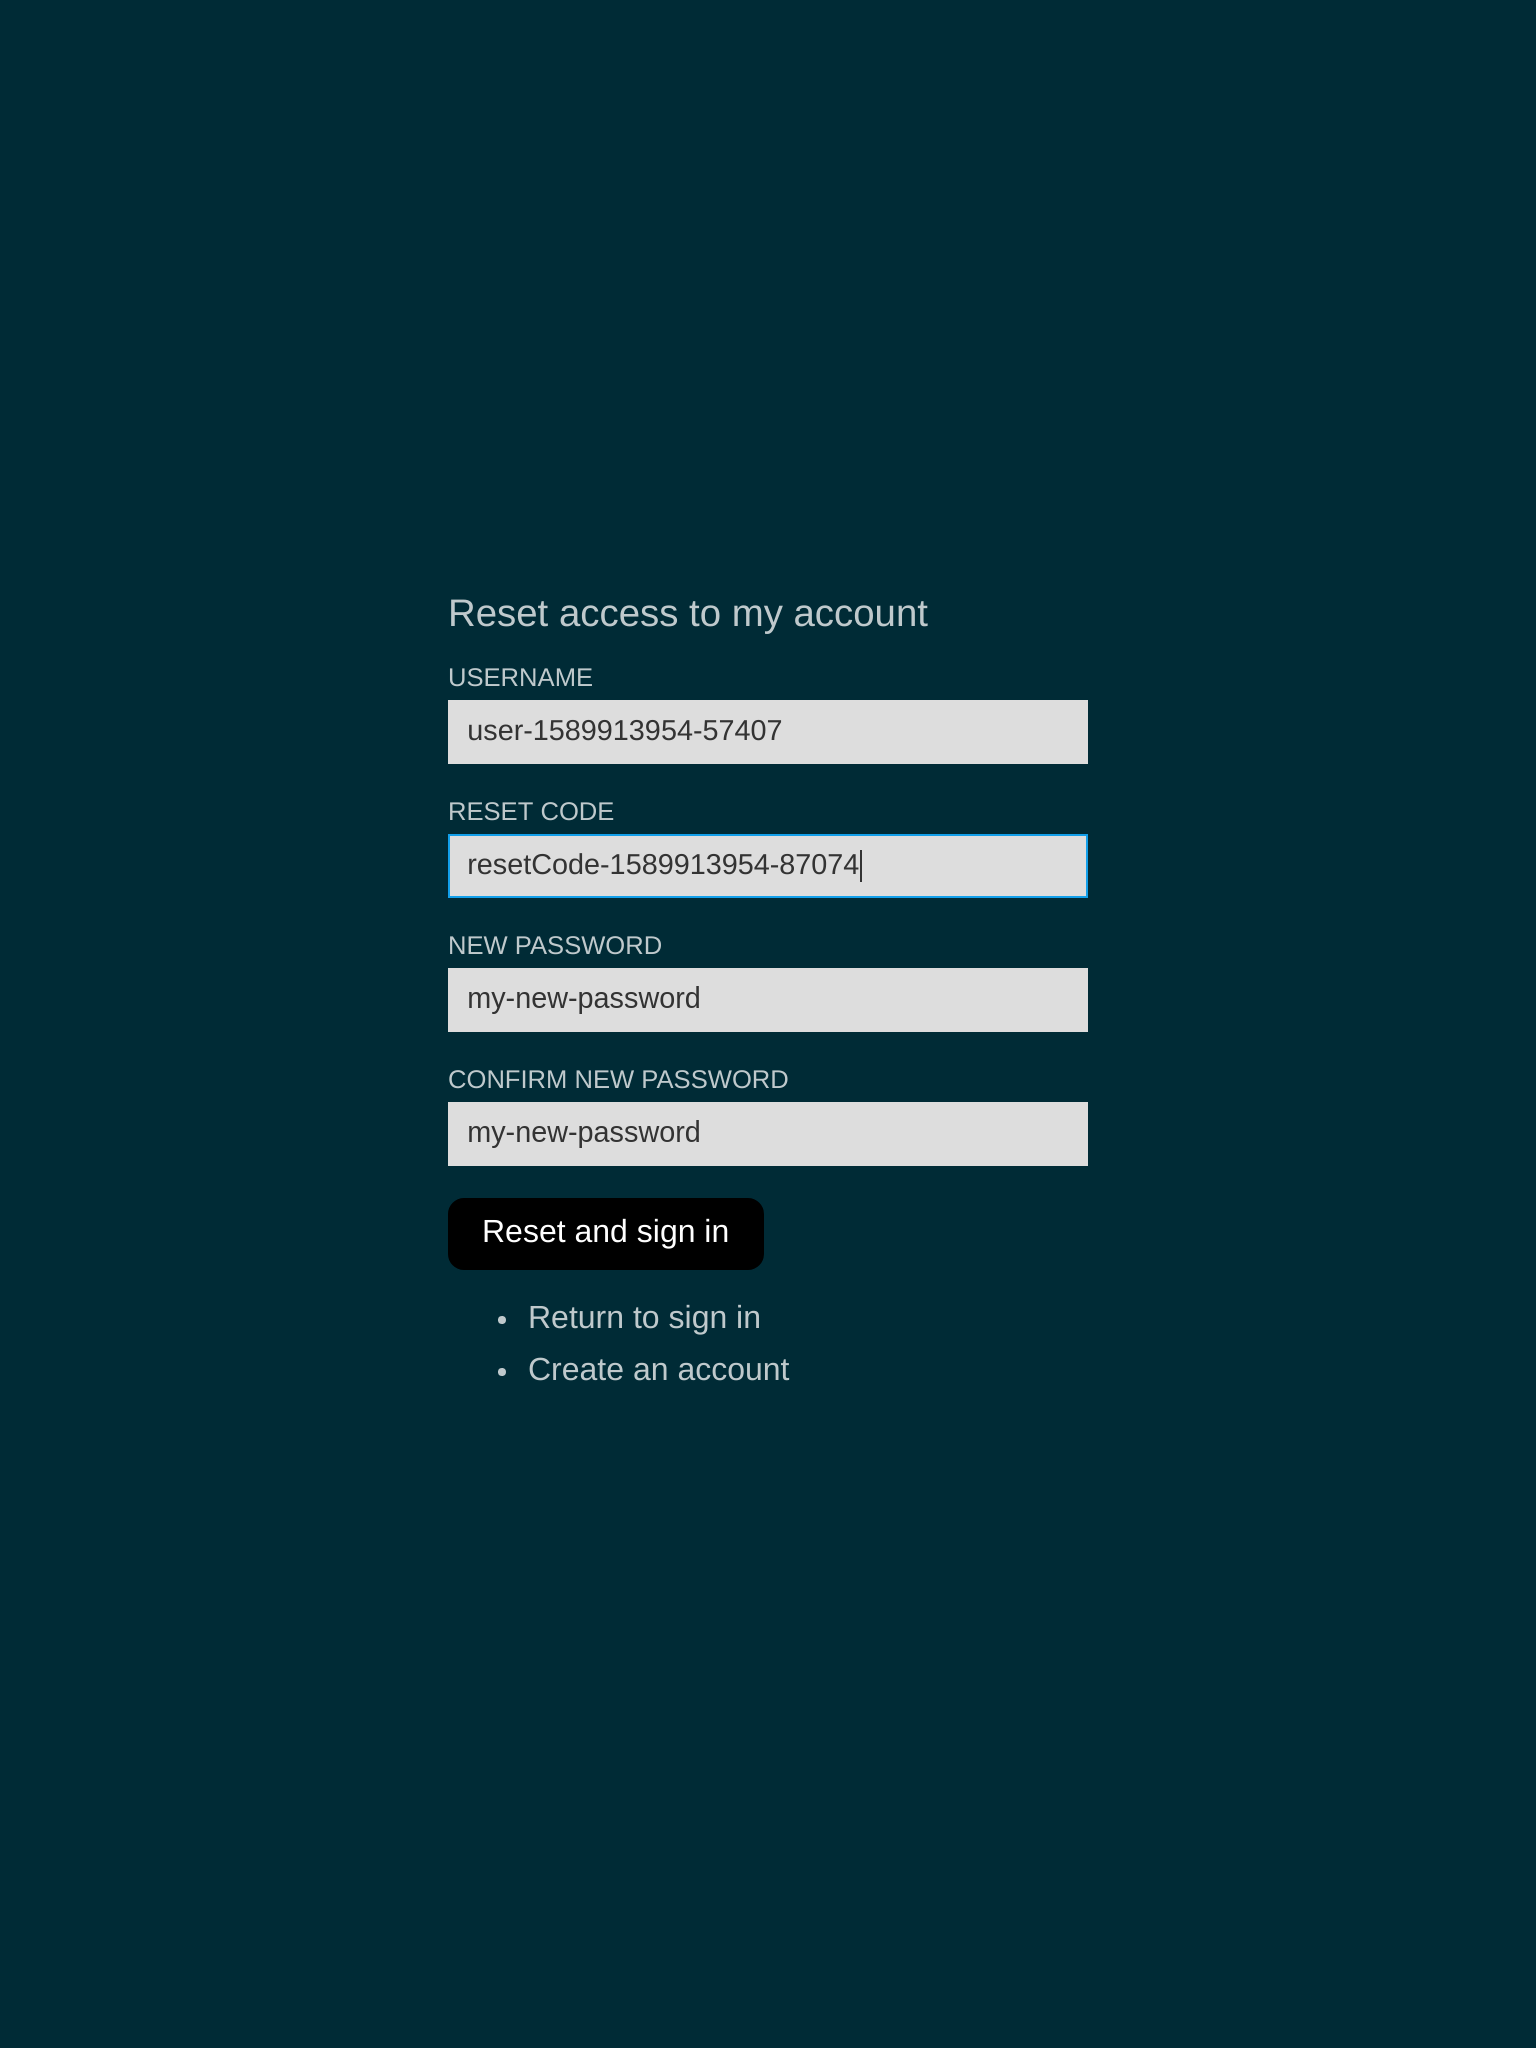 Reset access to my account
USERNAME
user-1589913954-57407
RESET CODE
resetCode-1589913954-87074
NEW PASSWORD
my-new-password
CONFIRM NEW PASSWORD
my-new-password
Reset and sign in
Return to sign in
Create an account